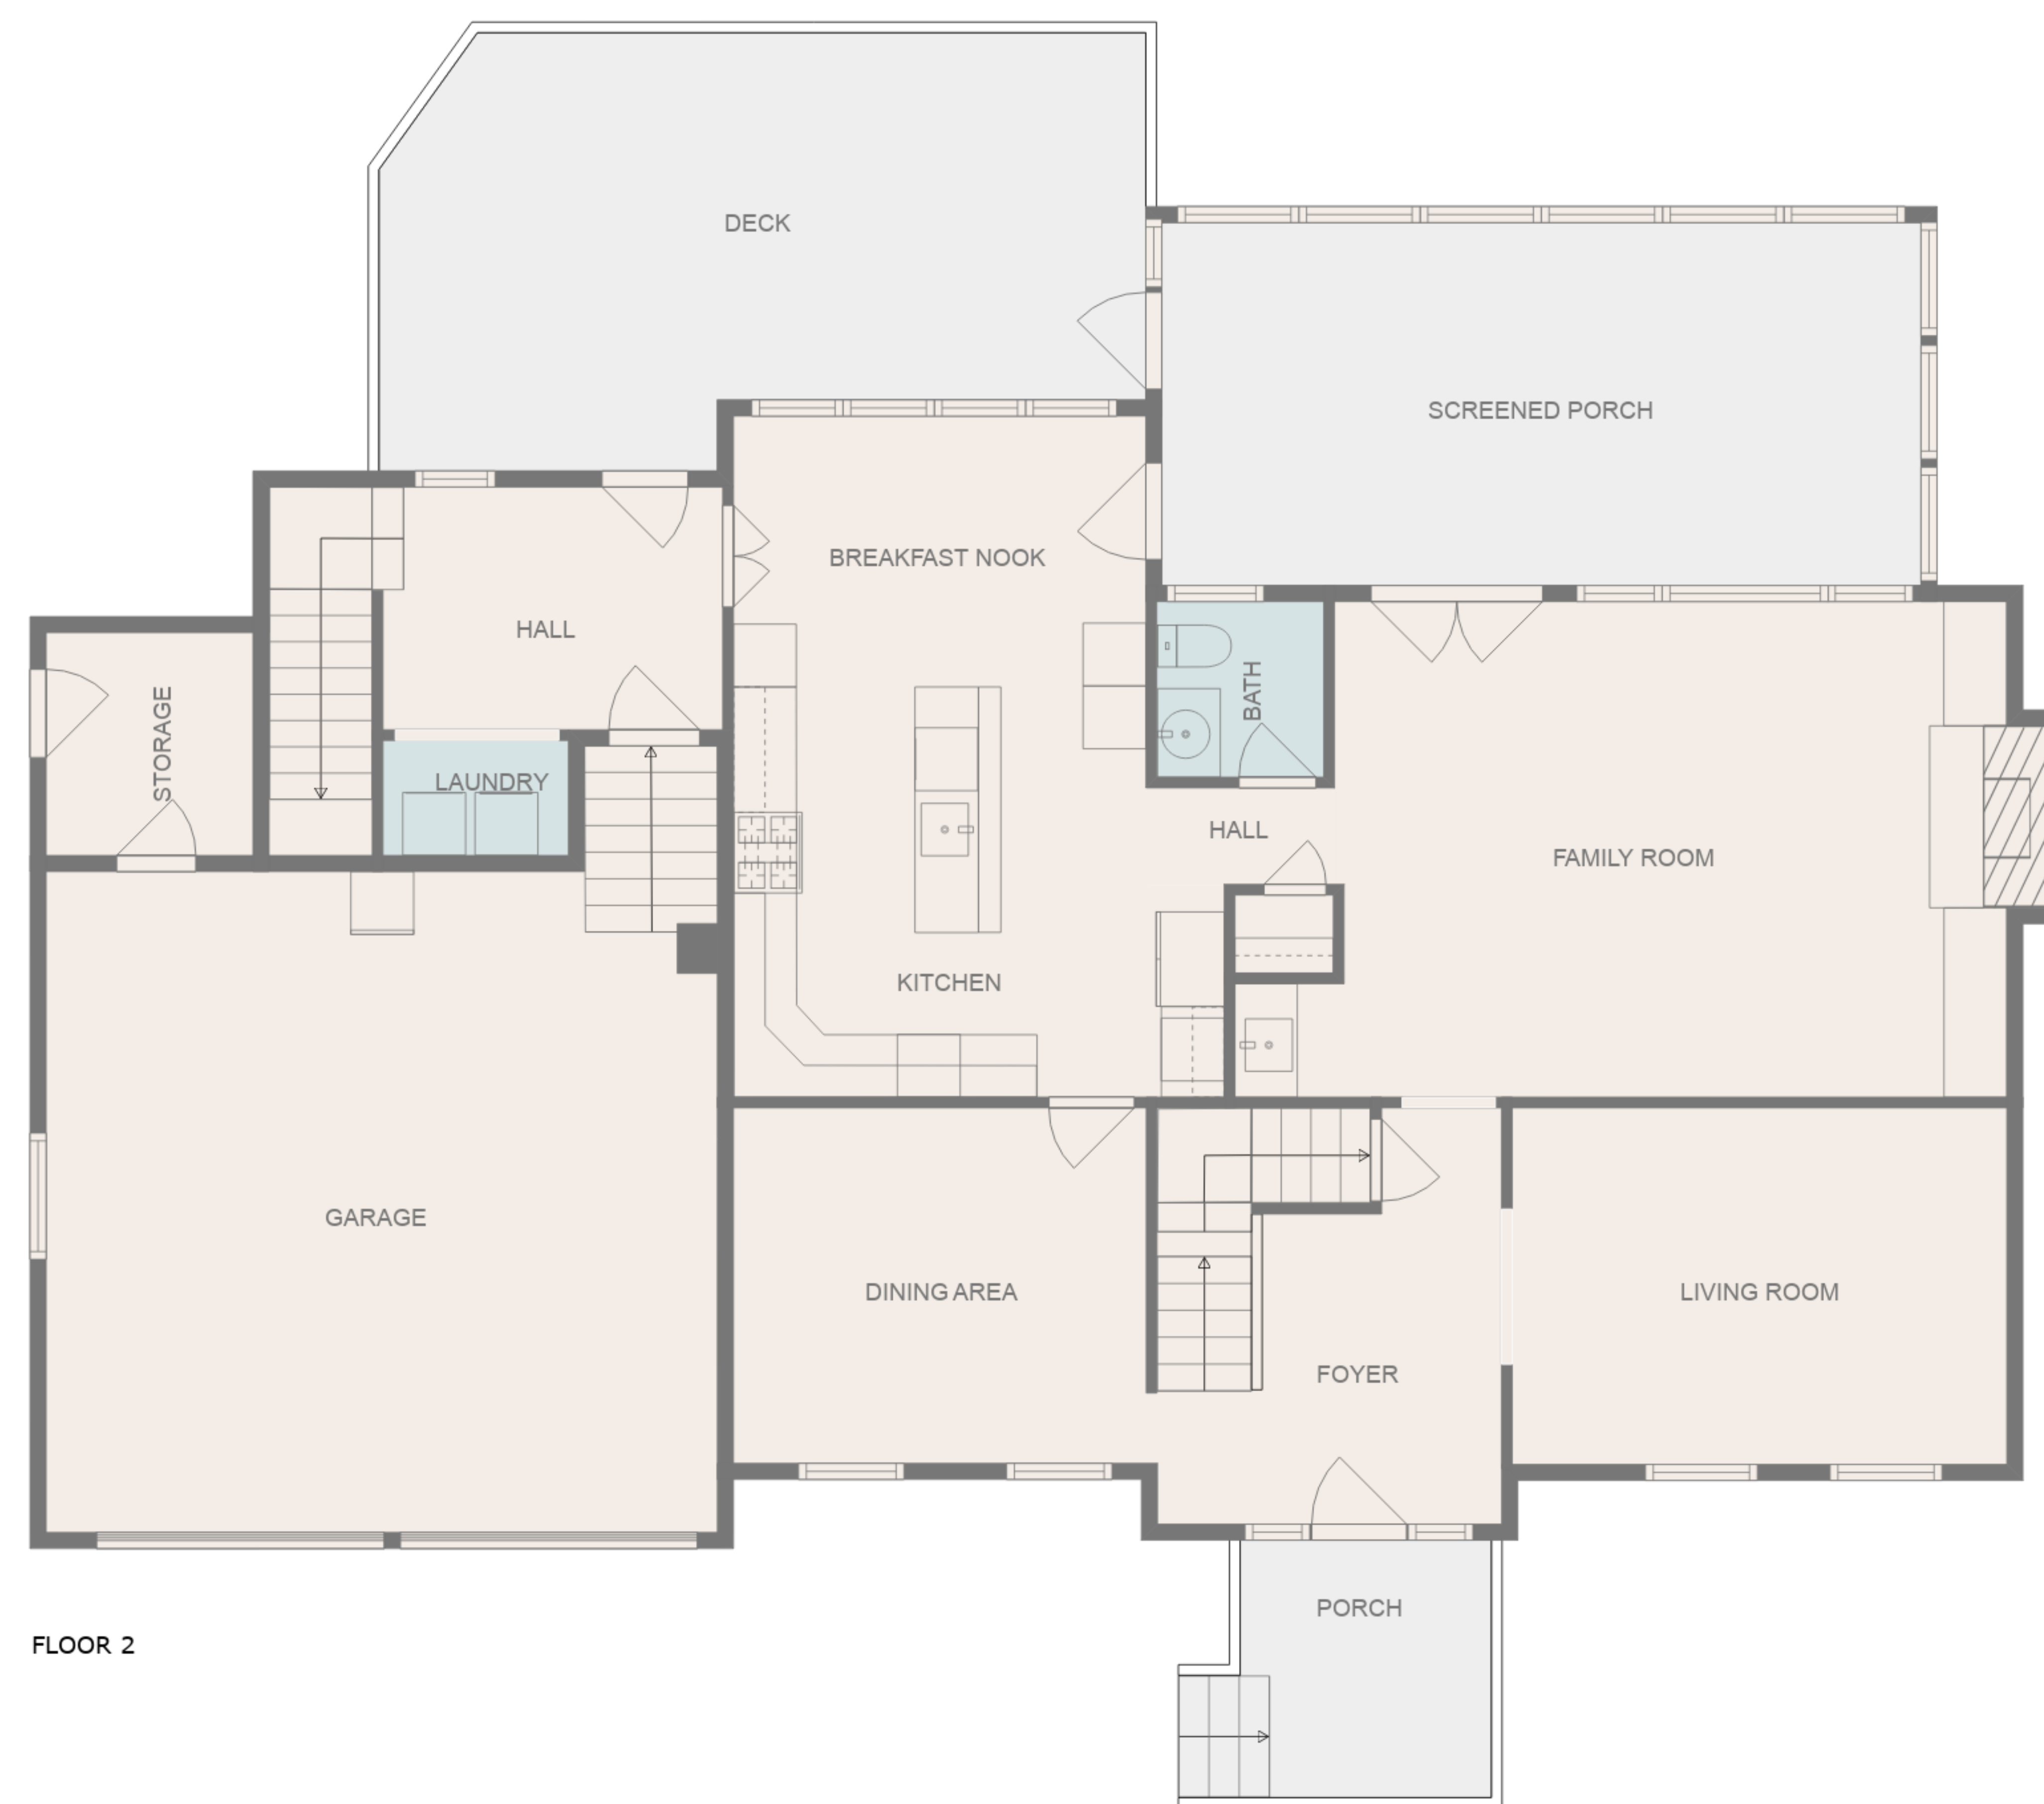 DECK
SCREENED PORCH
BREAKFAST NOOK
HALL
STORAGE
BATH
LAUNDRY
HALL
FAMILY ROOM
KITCHEN
GARAGE
DINING AREA
LIVING ROOM
FOYER
PORCH
FLOOR 2